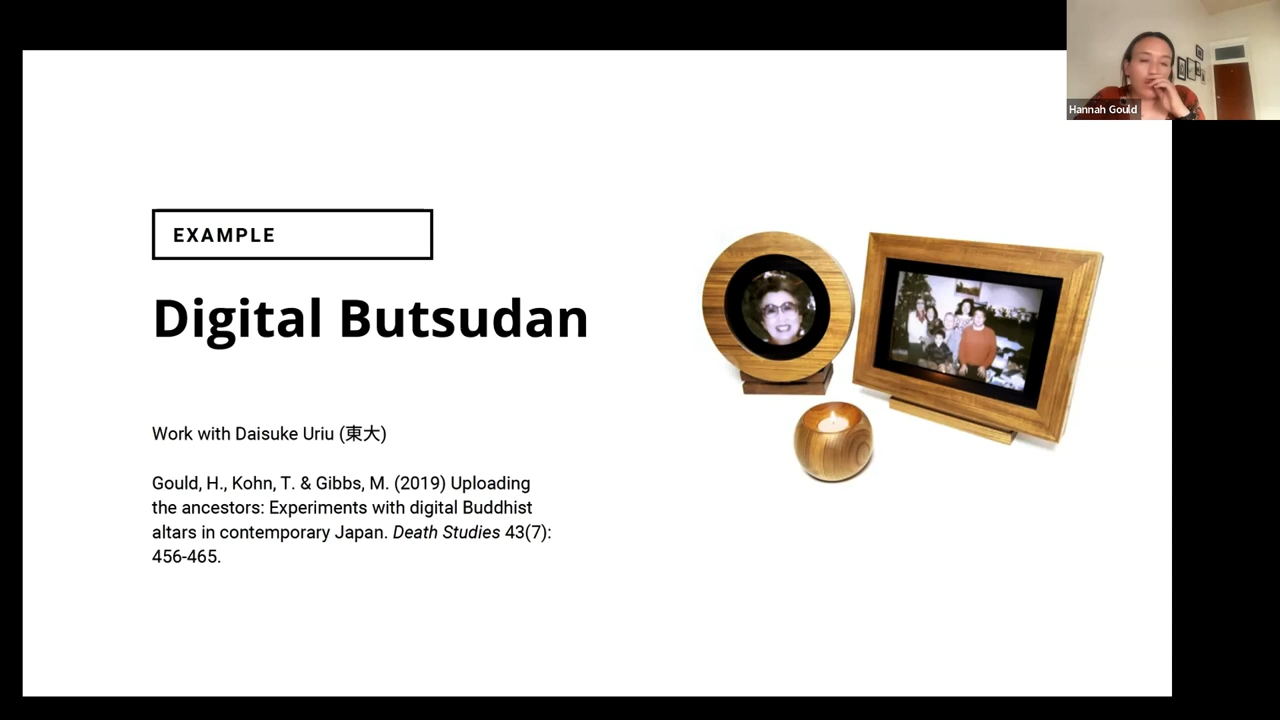 Hannah Gould
EXAMPLE
Digital Butsudan
Work with Daisuke Uriu (東大)
Gould, H., Kohn, T. & Gibbs, M. (2019) Uploading
the ancestors: Experiments with digital Buddhist
altars in contemporary Japan. Death Studies 43(7):
456-465.